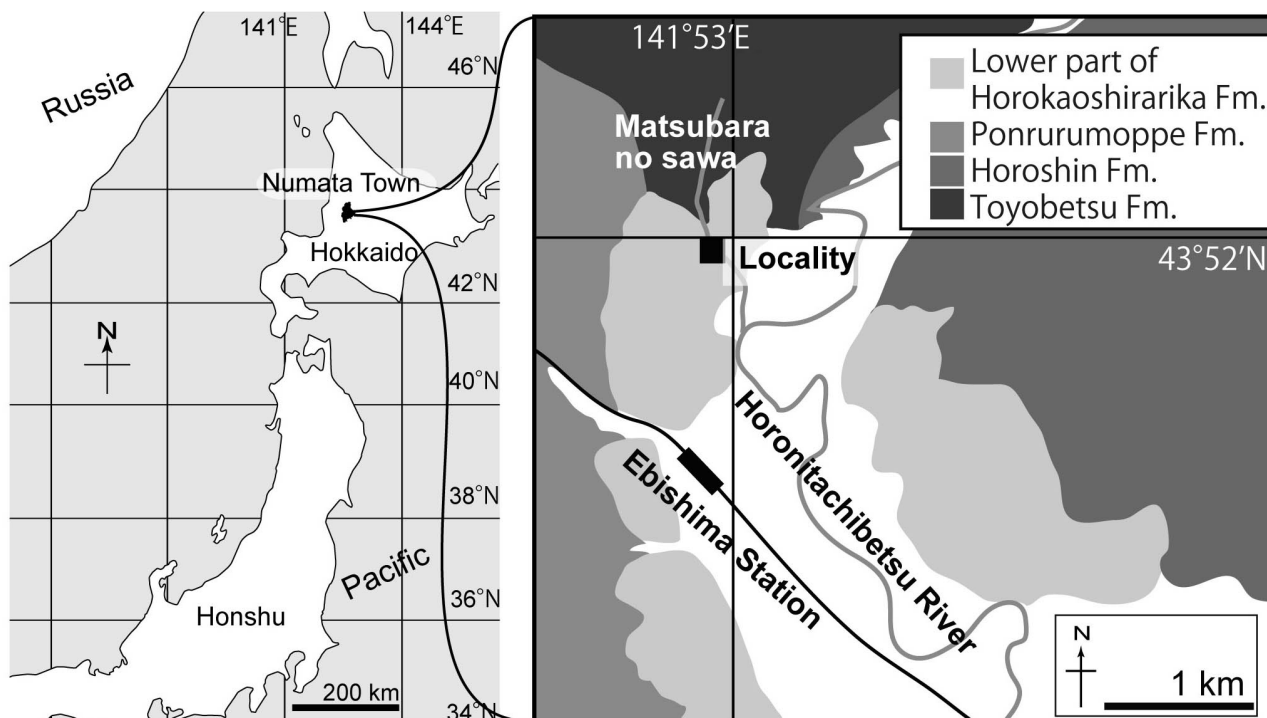 141°E
144°E
46°N
Russia
Numata Town
Hokkaido
42°N
N
40°N
38°N
Pacific
36°N
Honshu
200 km
34°N
141°53′E
Lower part of
Horokaoshirarika Fm.
Ponrurumoppe Fm.
Horoshin Fm.
Toyobetsu Fm.
Matsubara
no sawa
Locality
43°52′N
Horonitachibetsu River
Ebishima Station
N
1 km